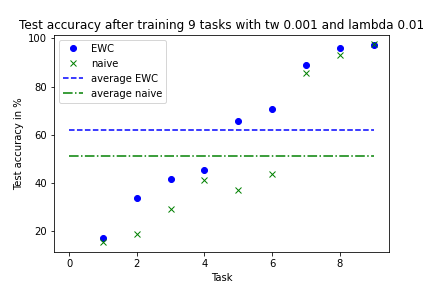 Test accuracy after training 9 tasks with tw 0.001 and lambda 0.01
EWC
naive
average EWC
average naive
Test accuracy in %
100
80
60
40
20
0 2 4 6 8
Task